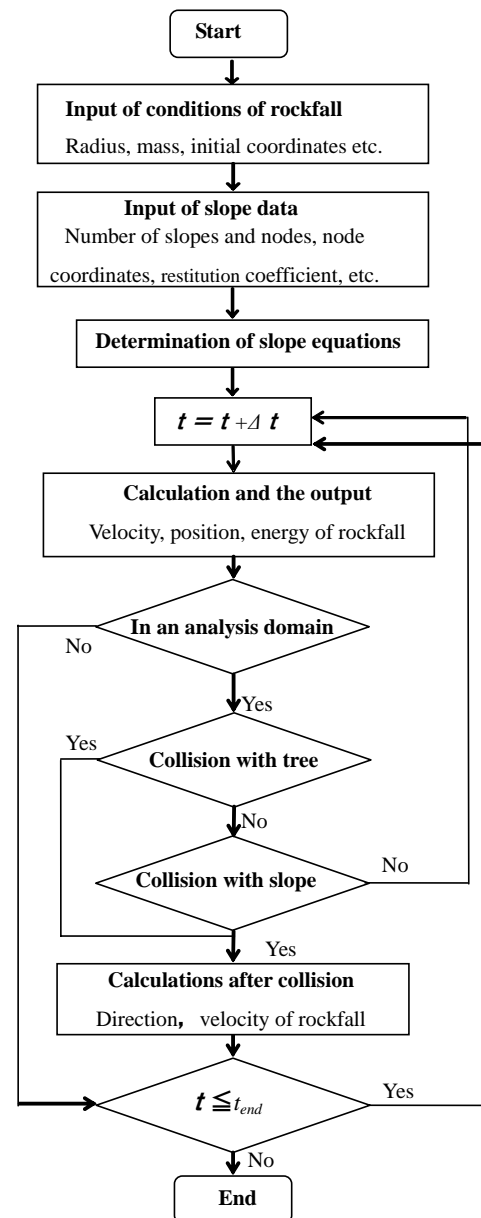 Start
Input of conditions of rockfall
Radius, mass, initial coordinates etc.
Input of slope data
Number of slopes and nodes, node
coordinates, restitution coefficient, etc.
Determination of slope equations
t = t +Δ t
Calculation and the output
Velocity, position, energy of rockfall
In an analysis domain
No
Yes
Yes
Collision with tree
No
Collision with slope
No
Yes
Calculations after collision
Direction, velocity of rockfall
t ≦ tend
Yes
No
End